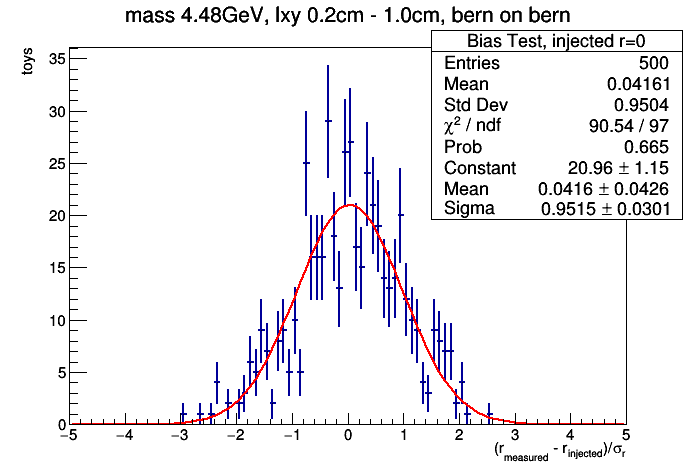 mass 4.48GeV, lxy 0.2cm - 1.0cm, bern on bern
Bias Test, injected r=0
Entries 500
Mean 0.04161
Std Dev 0.9504
χ² / ndf 90.54 / 97
Prob 0.665
Constant 20.96 ± 1.15
Mean 0.0416 ± 0.0426
Sigma 0.9515 ± 0.0301
toys
35
30
25
20
15
10
5
0
−5 −4 −3 −2 −1 0 1 2 3 4 5
(r_measured - r_injected)/σ_r